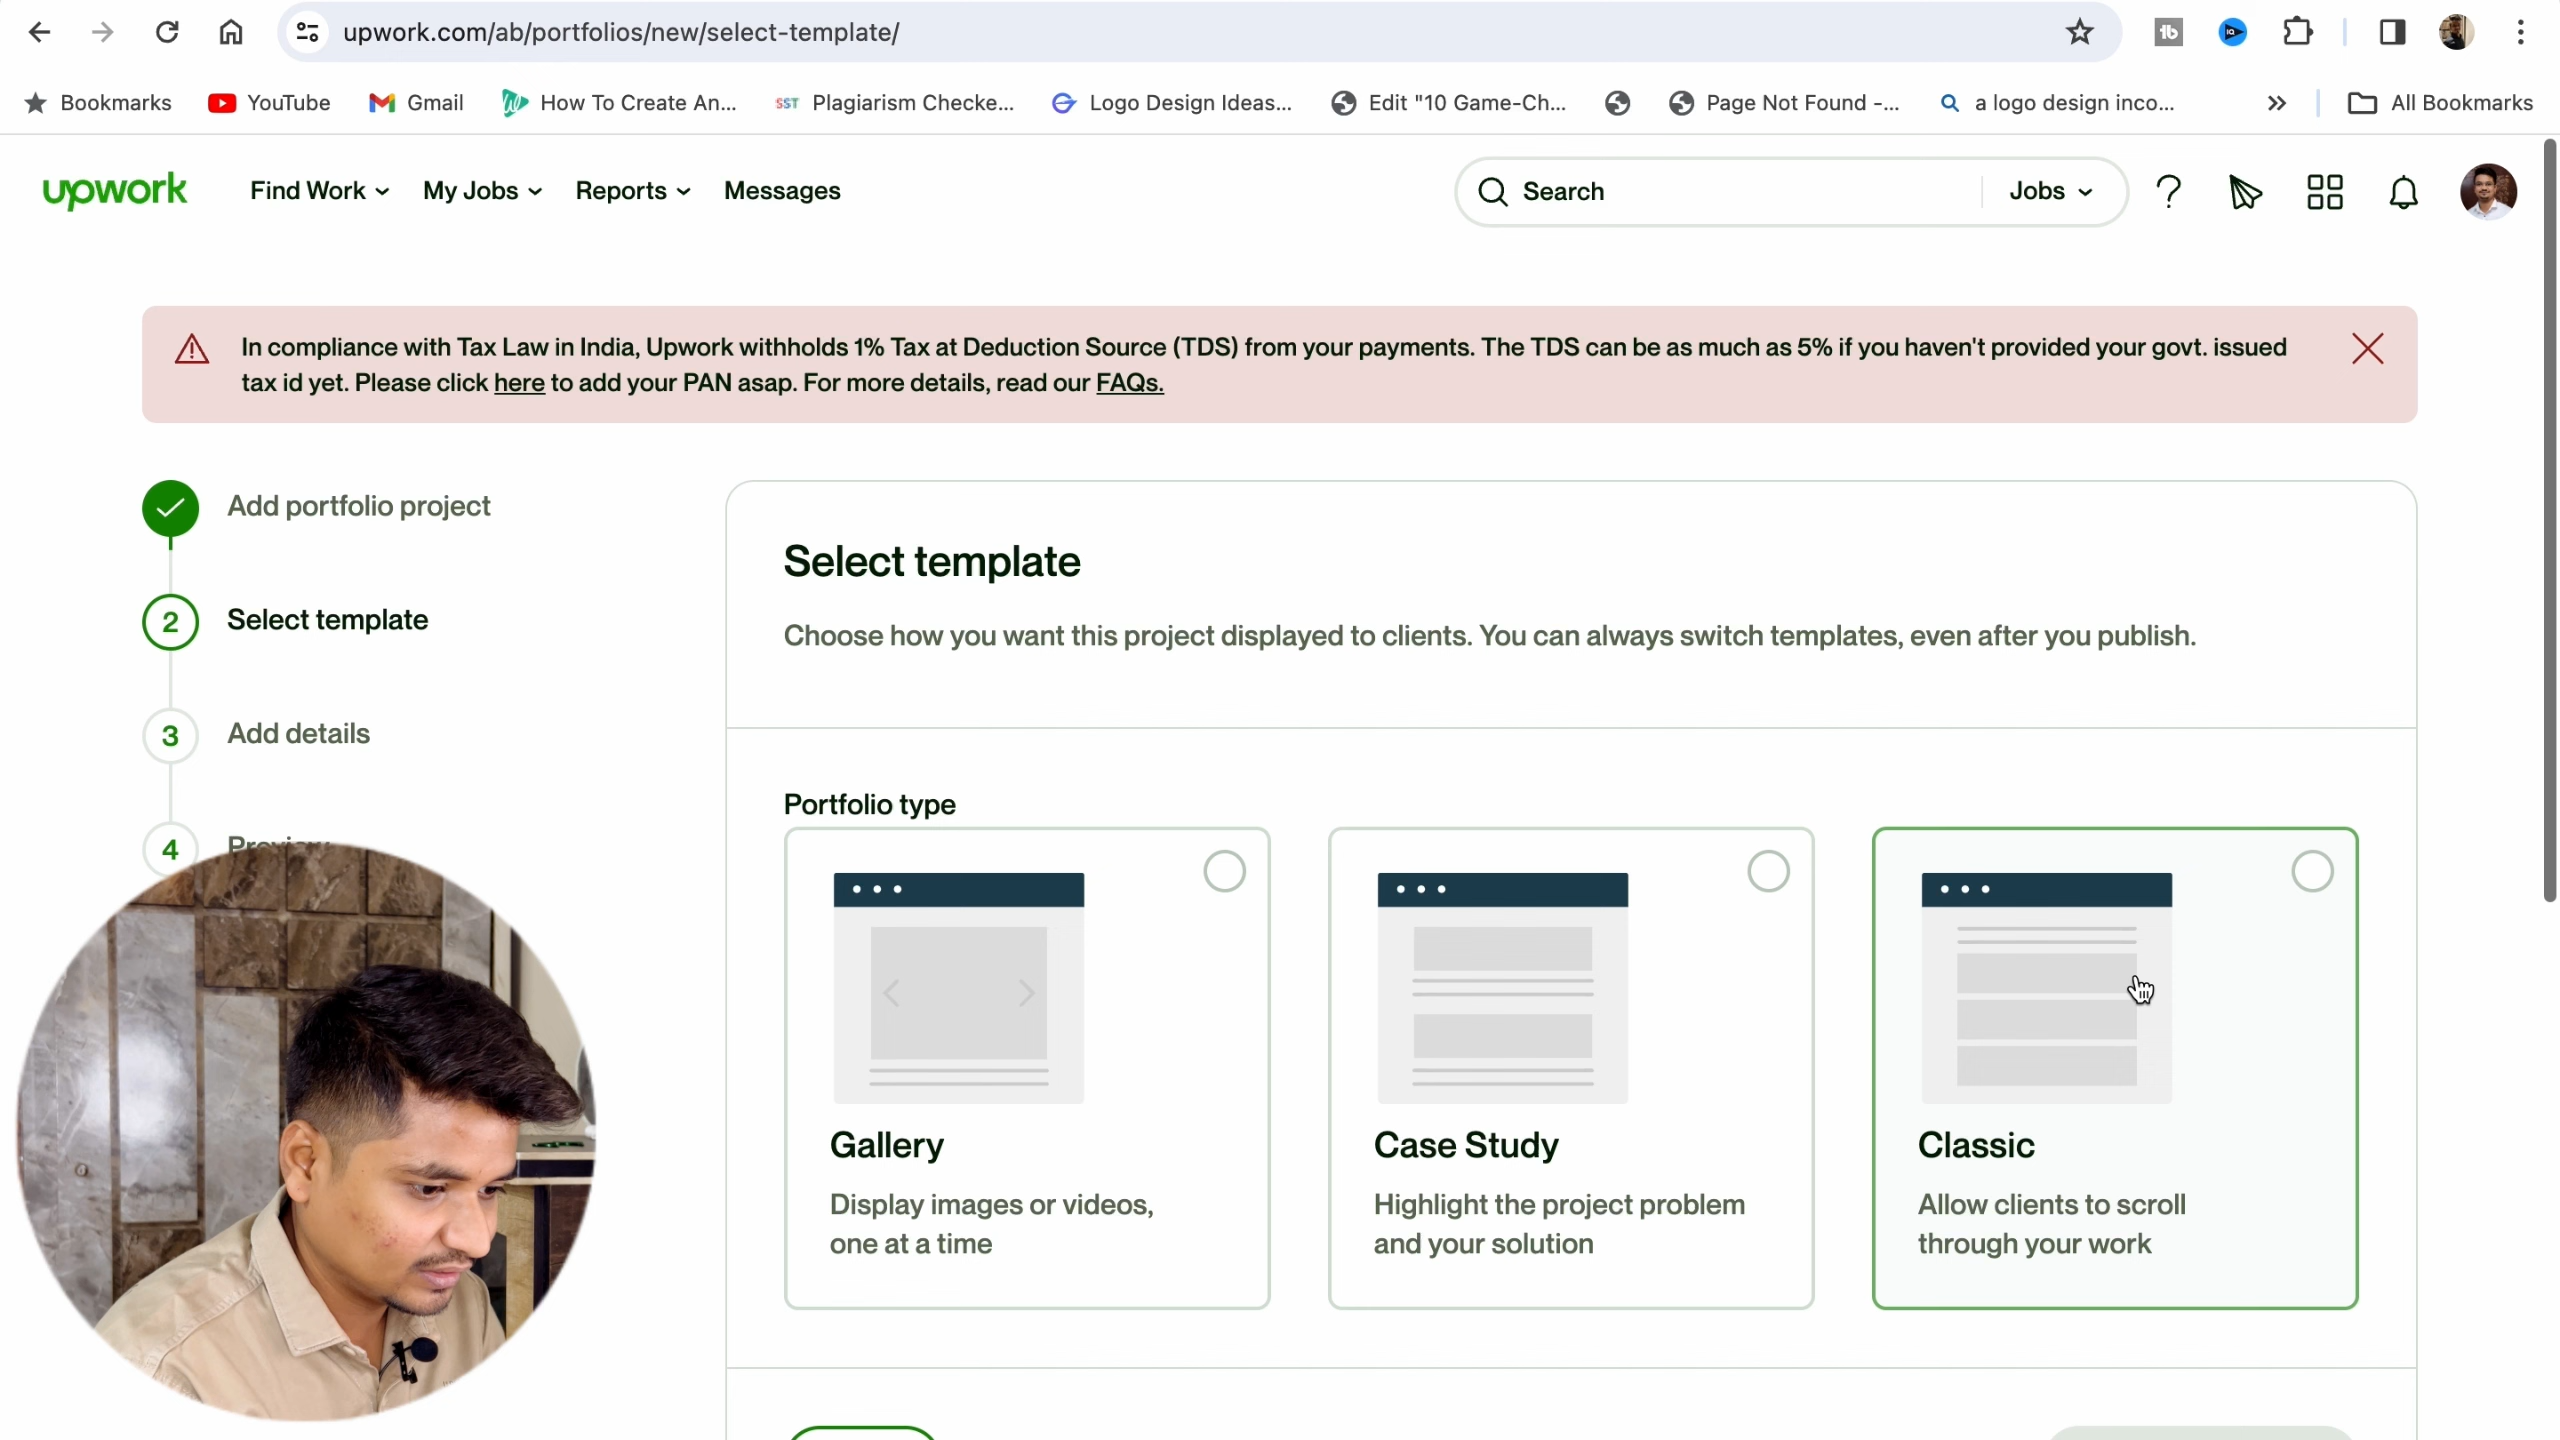 upwork.com/ab/portfolios/new/select-template/
Bookmarks YouTube Gmail How To Create An... SST Plagiarism Checke... Logo Design Ideas... Edit "10 Game-Ch... Page Not Found -... a logo design inco... All Bookmarks
upwork Find Work My Jobs Reports Messages Search Jobs
In compliance with Tax Law in India, Upwork withholds 1% Tax at Deduction Source (TDS) from your payments. The TDS can be as much as 5% if you haven't provided your govt. issued
tax id yet. Please click here to add your PAN asap. For more details, read our FAQs.
Add portfolio project
2 Select template
3 Add details
4 Preview
Select template
Choose how you want this project displayed to clients. You can always switch templates, even after you publish.
Portfolio type
Gallery
Display images or videos,
one at a time
Case Study
Highlight the project problem
and your solution
Classic
Allow clients to scroll
through your work